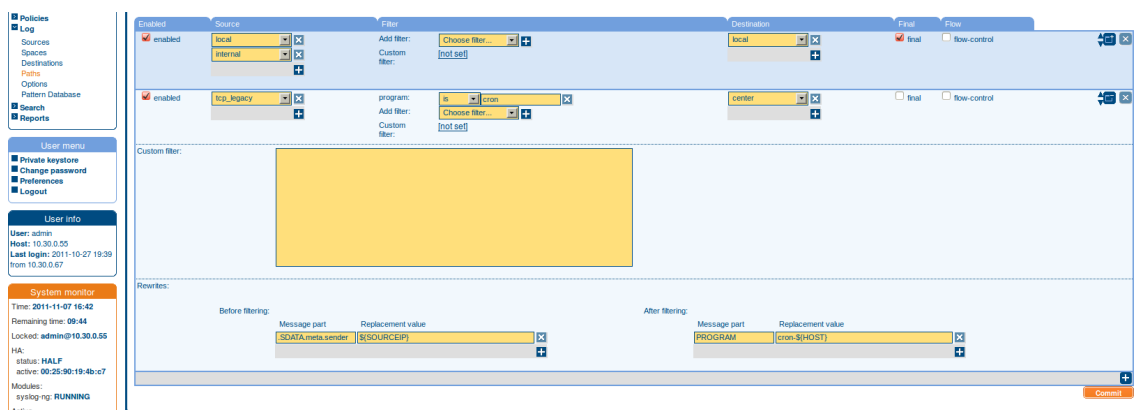 Policies
Log
Sources
Spaces
Destinations
Paths
Options
Pattern Database
Search
Reports
User menu
Private keystore
Change password
Preferences
Logout
User info
User: admin
Host: 10.30.0.55
Last login: 2011-10-27 19:39
from 10.30.0.67
System monitor
Time: 2011-11-07 16:42
Remaining time: 09:44
Locked: admin@10.30.0.55
HA:
status: HALF
active: 00:25:90:19:4b:c7
Modules:
syslog-ng: RUNNING
Enabled Source Filter Destination Final Flow
enabled local Add filter: Choose filter... local final flow-control
internal Custom filter: [not set]
enabled tcp_legacy program: is cron center final flow-control
Add filter: Choose filter...
Custom filter: [not set]
Custom filter:
Rewrites:
Before filtering: After filtering:
Message part Replacement value Message part Replacement value
.SDATA.meta.sender ${SOURCEIP} PROGRAM cron-${HOST}
Commit